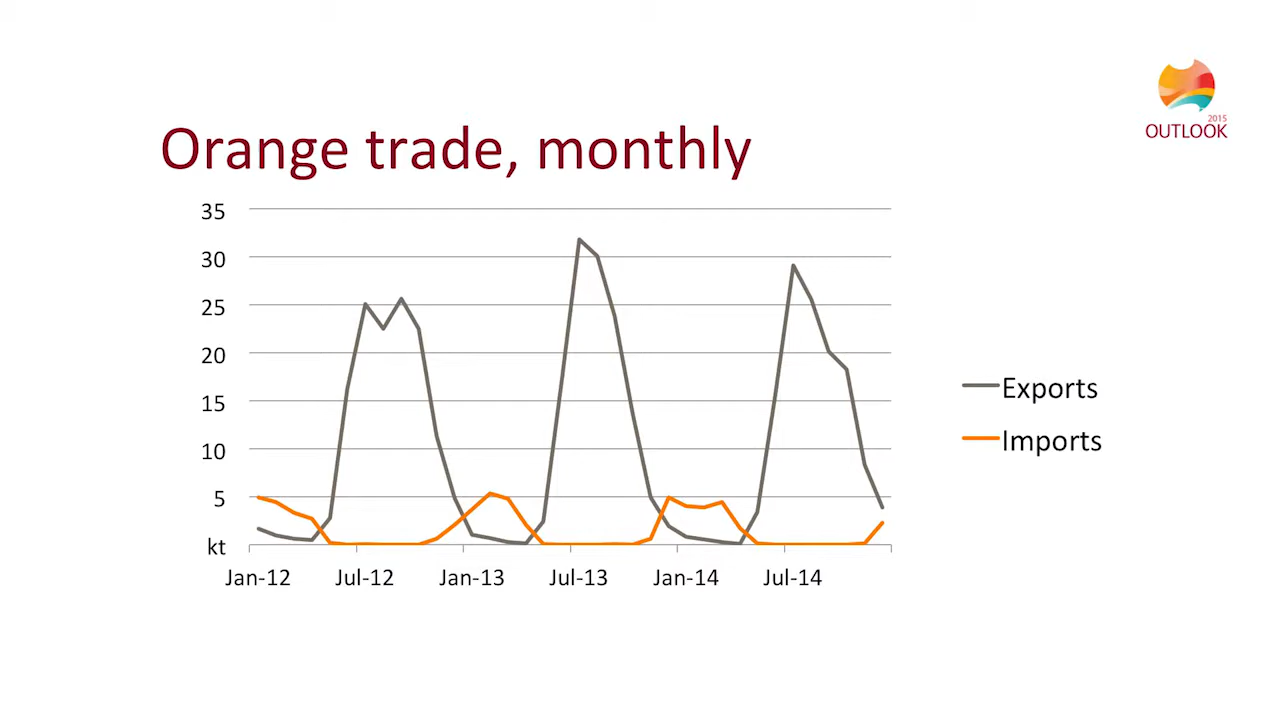 2015
OUTLOOK
Orange trade, monthly
35
30
25
20
15
10
5
kt
Jan-12 Jul-12 Jan-13 Jul-13 Jan-14 Jul-14
Exports
Imports